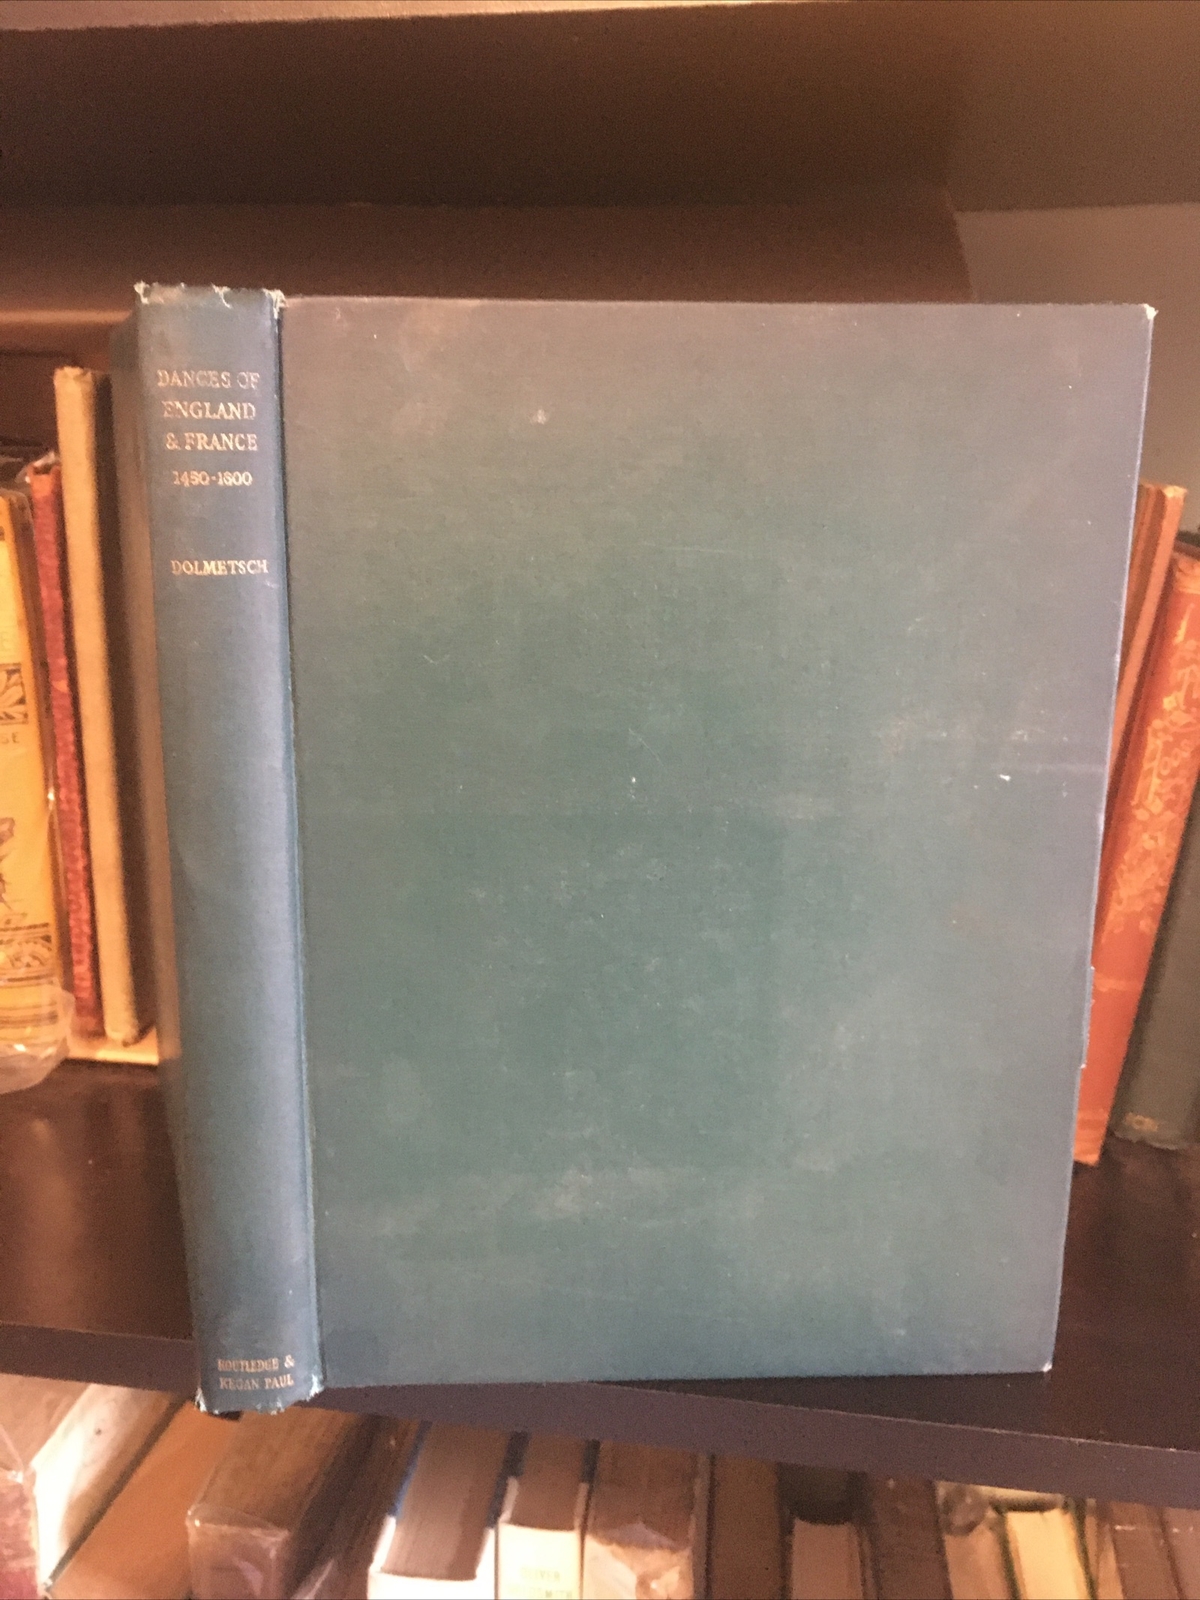 DANCES OF
ENGLAND
& FRANCE
1450-1600
DOLMETSCH
ROUTLEDGE &
KEGAN PAUL